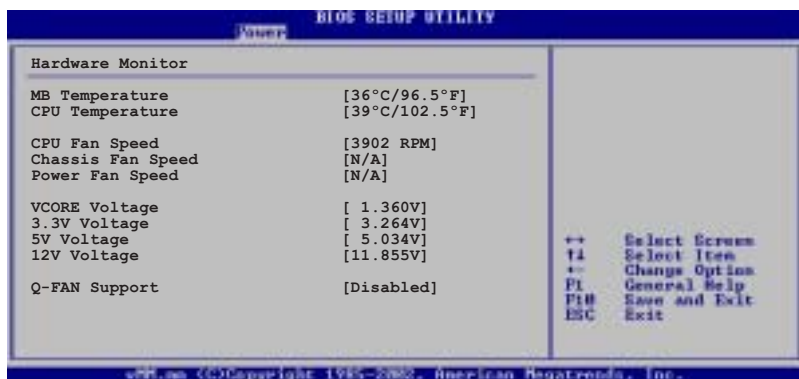 BIOS SETUP UTILITY
Power
Hardware Monitor
MB Temperature [36°C/96.5°F]
CPU Temperature [39°C/102.5°F]
CPU Fan Speed [3902 RPM]
Chassis Fan Speed [N/A]
Power Fan Speed [N/A]
VCORE Voltage [ 1.360V]
3.3V Voltage [ 3.264V]
5V Voltage [ 5.034V]
12V Voltage [11.855V]
Q-FAN Support [Disabled]
↔ Select Screen
↑↓ Select Item
←- Change Option
F1 General Help
F10 Save and Exit
ESC Exit
(C)Copyright 1985-2002, American Megatrends, Inc.